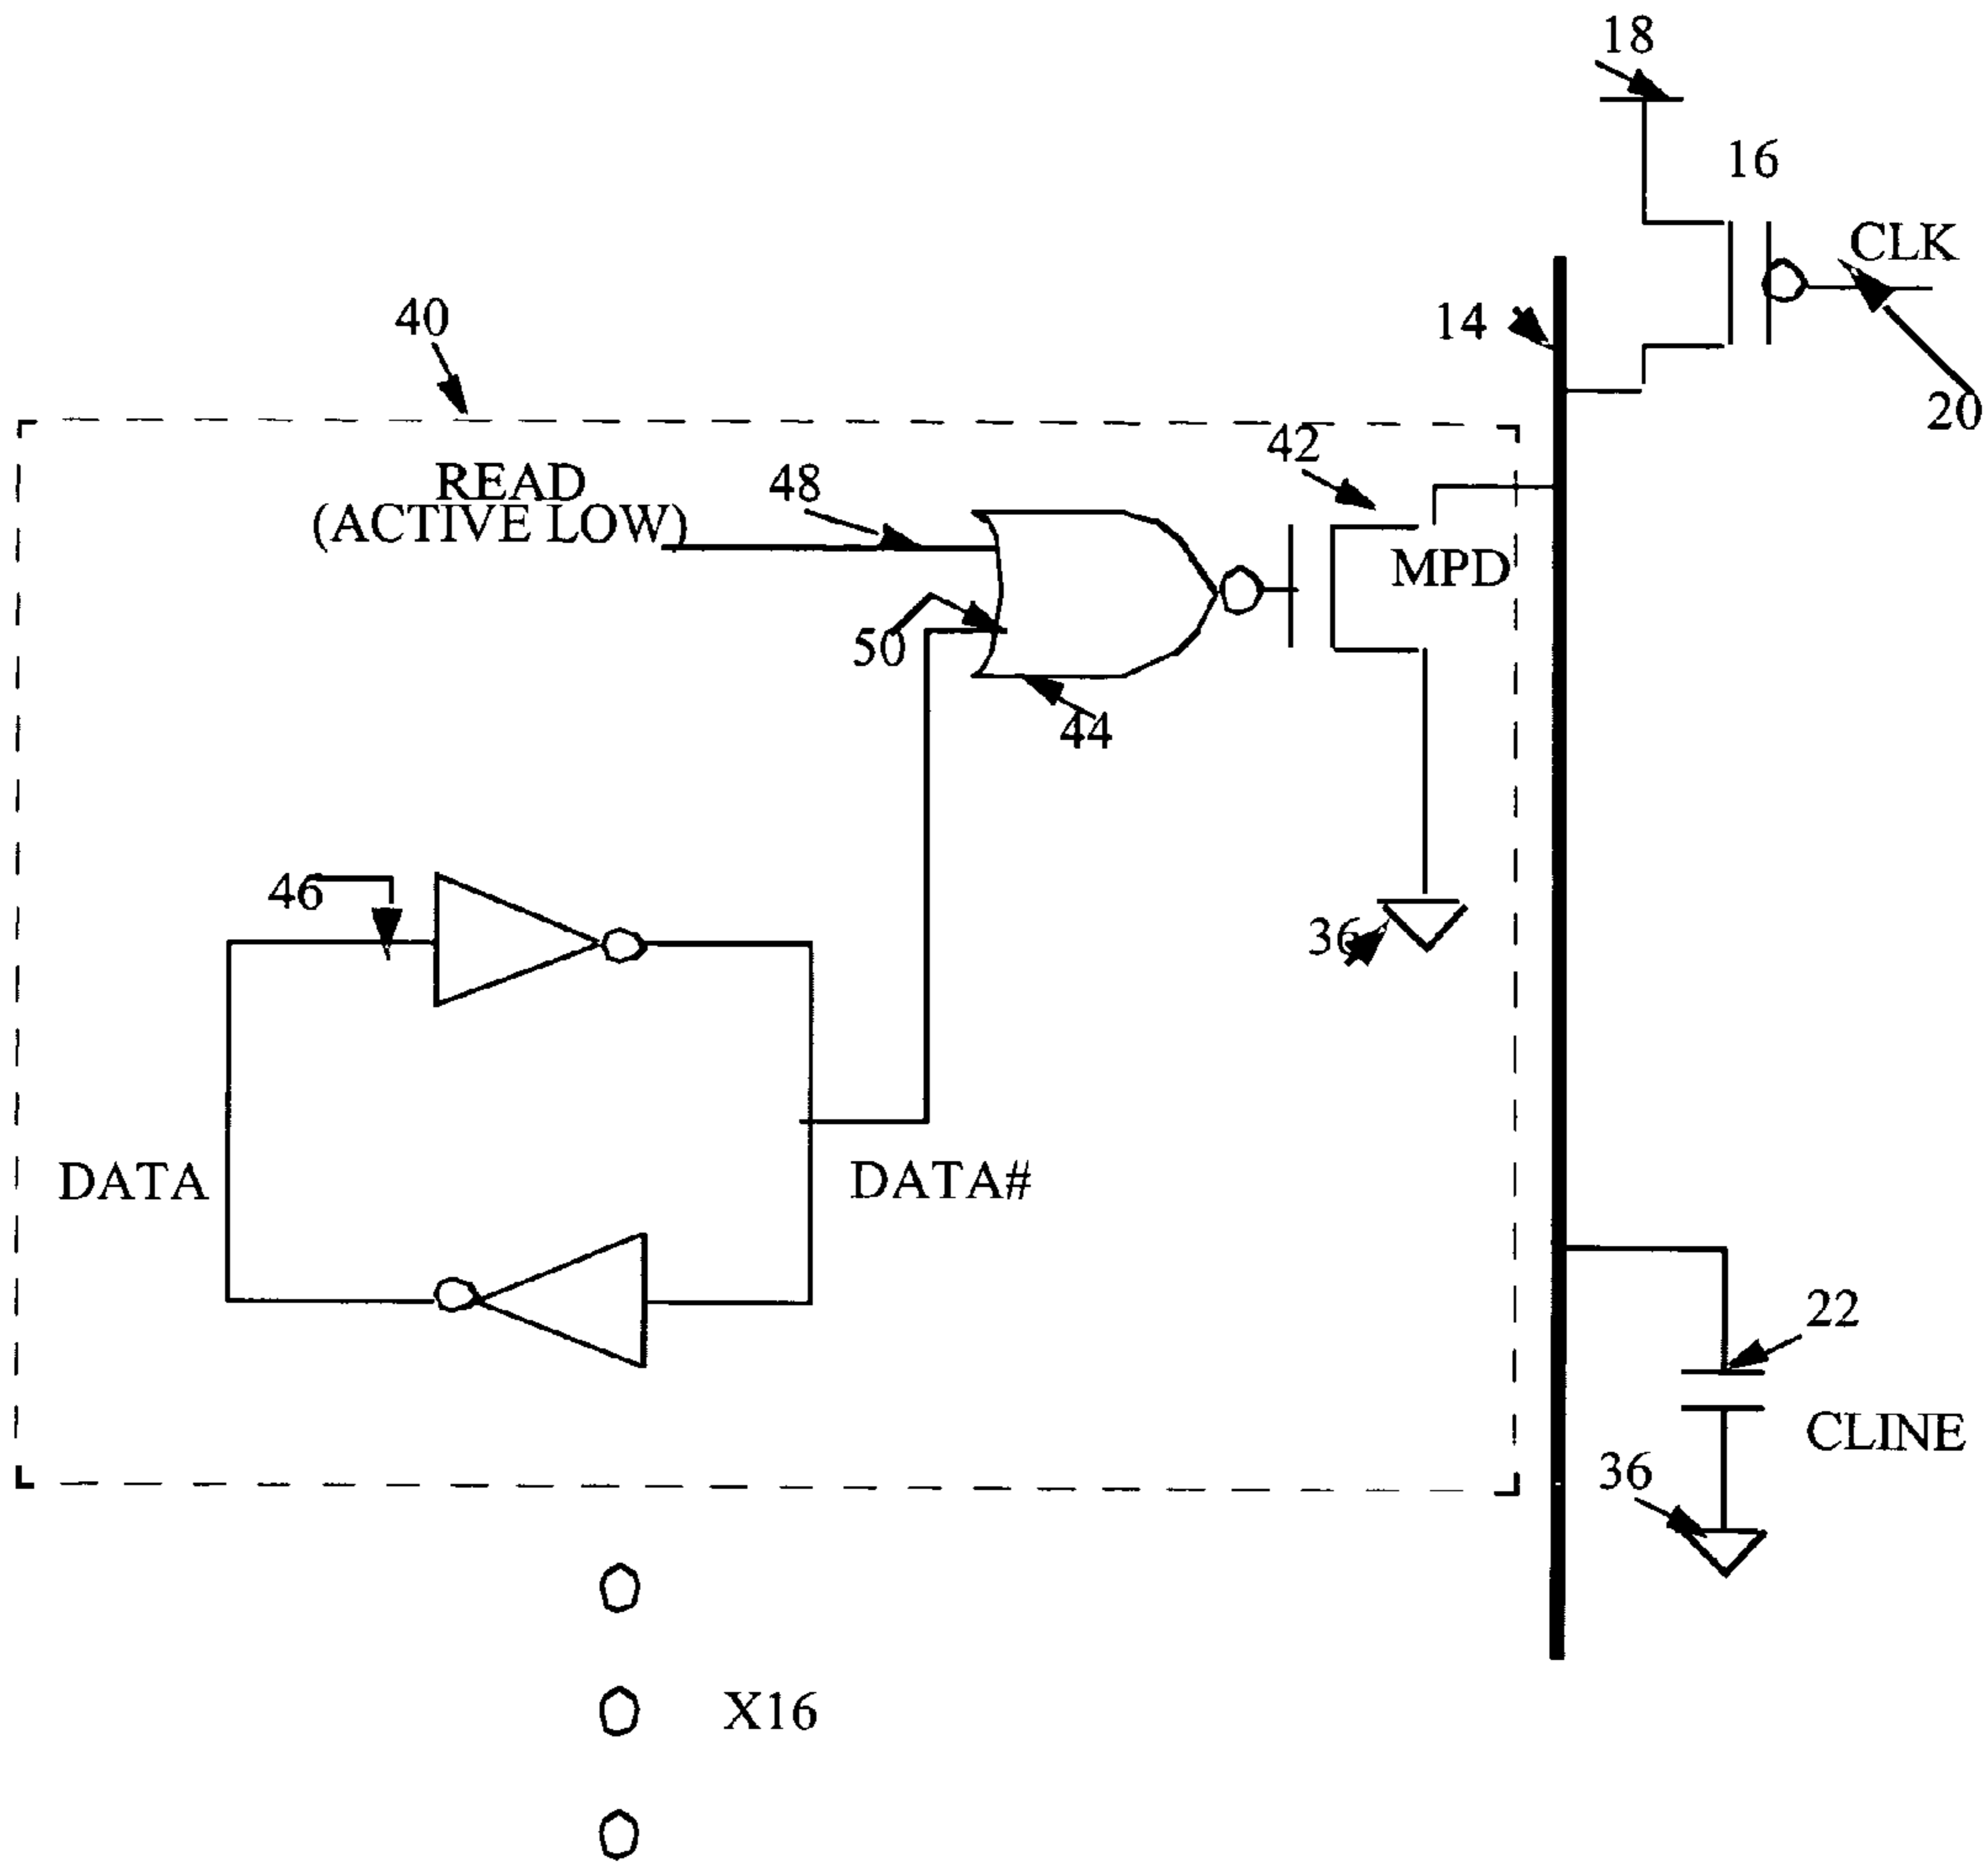 18
16
CLK
40
14
20
42
READ
(ACTIVE LOW)
48
MPD
50
44
46
36
DATA
DATA#
22
CLINE
36
X16